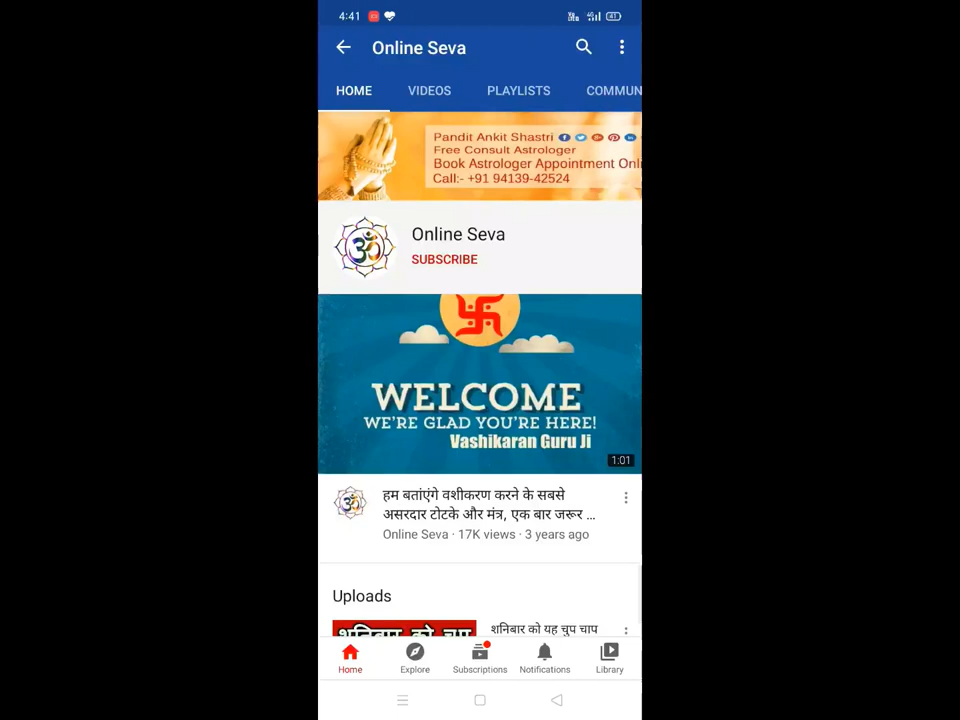 4:41
Online Seva
HOME VIDEOS PLAYLISTS COMMUN
Pandit Ankit Shastri
Free Consult Astrologer
Book Astrologer Appointment Onli
Call:- +91 94139-42524
ॐ
Online Seva
SUBSCRIBE
WELCOME
WE'RE GLAD YOU'RE HERE!
Vashikaran Guru Ji
1:01
हम बतांएंगे वशीकरण करने के सबसे
असरदार टोटके और मंत्र, एक बार जरूर ...
Online Seva · 17K views · 3 years ago
Uploads
शनिबार को चुप
शनिबार को यह चुप चाप
Home Explore Subscriptions Notifications Library